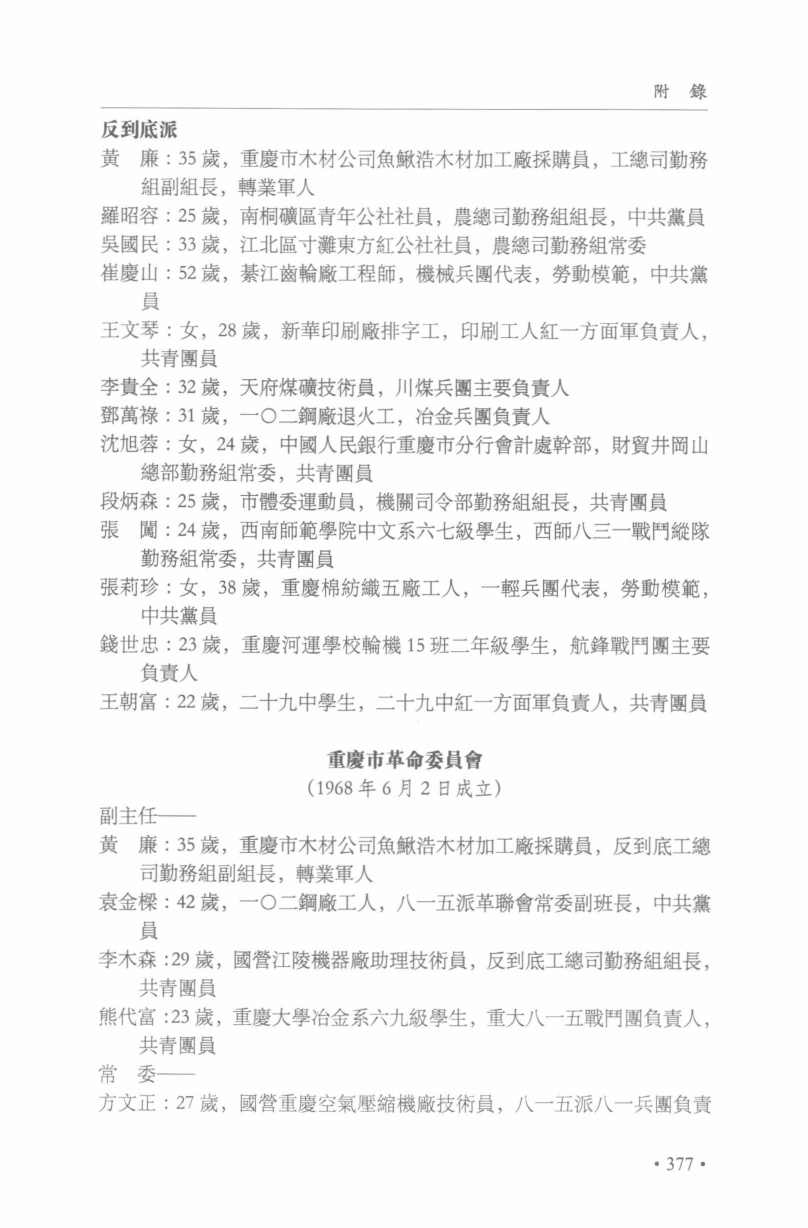 附　錄
反到底派
黃　廉：35 歲，重慶市木材公司魚鰍浩木材加工廠採購員，工總司勤務
組副組長，轉業軍人
羅昭容：25 歲，南桐礦區青年公社社員，農總司勤務組組長，中共黨員
吳國民：33 歲，江北區寸灘東方紅公社社員，農總司勤務組常委
崔慶山：52 歲，綦江齒輪廠工程師，機械兵團代表，勞動模範，中共黨
員
王文琴：女，28 歲，新華印刷廠排字工，印刷工人紅一方面軍負責人，
共青團員
李貴全：32 歲，天府煤礦技術員，川煤兵團主要負責人
鄧萬祿：31 歲，一〇二鋼廠退火工，冶金兵團負責人
沈旭蓉：女，24 歲，中國人民銀行重慶市分行會計處幹部，財貿井岡山
總部勤務組常委，共青團員
段炳森：25 歲，市體委運動員，機關司令部勤務組組長，共青團員
張　闖：24 歲，西南師範學院中文系六七級學生，西師八三一戰鬥縱隊
勤務組常委，共青團員
張莉珍：女，38 歲，重慶棉紡織五廠工人，一輕兵團代表，勞動模範，
中共黨員
錢世忠：23 歲，重慶河運學校輪機 15 班二年級學生，航鋒戰鬥團主要
負責人
王朝富：22 歲，二十九中學生，二十九中紅一方面軍負責人，共青團員
重慶市革命委員會
（1968 年 6 月 2 日成立）
副主任——
黃　廉：35 歲，重慶市木材公司魚鰍浩木材加工廠採購員，反到底工總
司勤務組副組長，轉業軍人
袁金樑：42 歲，一〇二鋼廠工人，八一五派革聯會常委副班長，中共黨
員
李木森：29 歲，國營江陵機器廠助理技術員，反到底工總司勤務組組長，
共青團員
熊代富：23 歲，重慶大學冶金系六九級學生，重大八一五戰鬥團負責人，
共青團員
常　委——
方文正：27 歲，國營重慶空氣壓縮機廠技術員，八一五派八一兵團負責
• 377 •